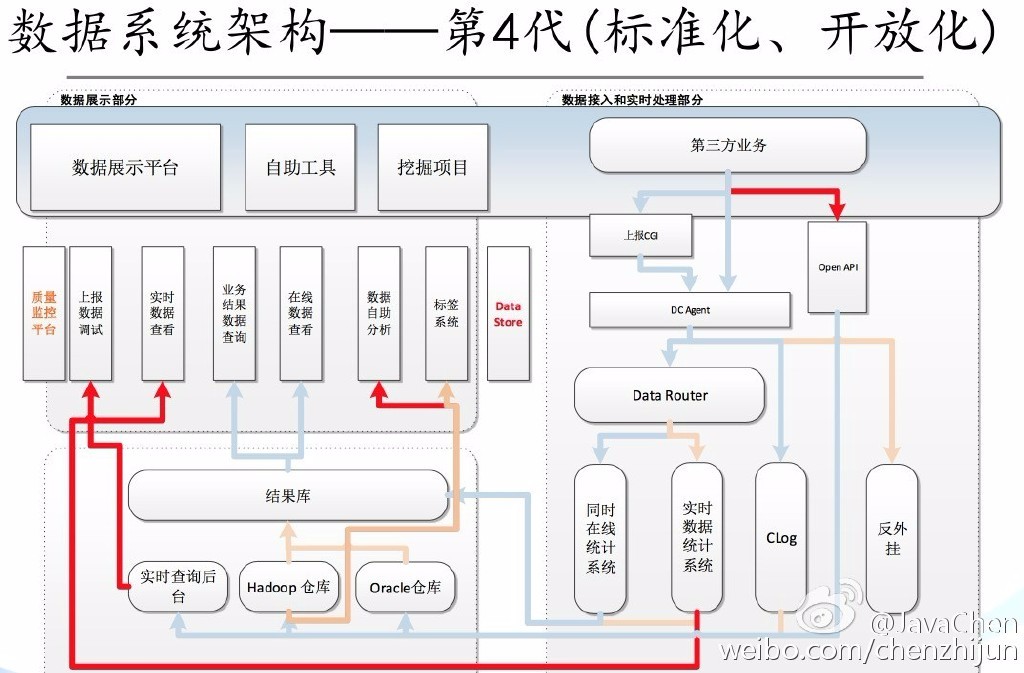 数据系统架构——第4代(标准化、开放化)
数据展示部分
数据接入和实时处理部分
数据展示平台
自助工具
挖掘项目
第三方业务
上报CGI
Open API
DC Agent
质量
监控
平台
上报
数据
调试
实时
数据
查看
业务
结果
数据
查询
在线
数据
查看
数据
自助
分析
标签
系统
Data
Store
Data Router
结果库
同时
在线
统计
系统
实时
数据
统计
系统
CLog
反外
挂
实时查询后
台
Hadoop 仓库
Oracle仓库
@JavaChen
weibo.com/chenzhijun